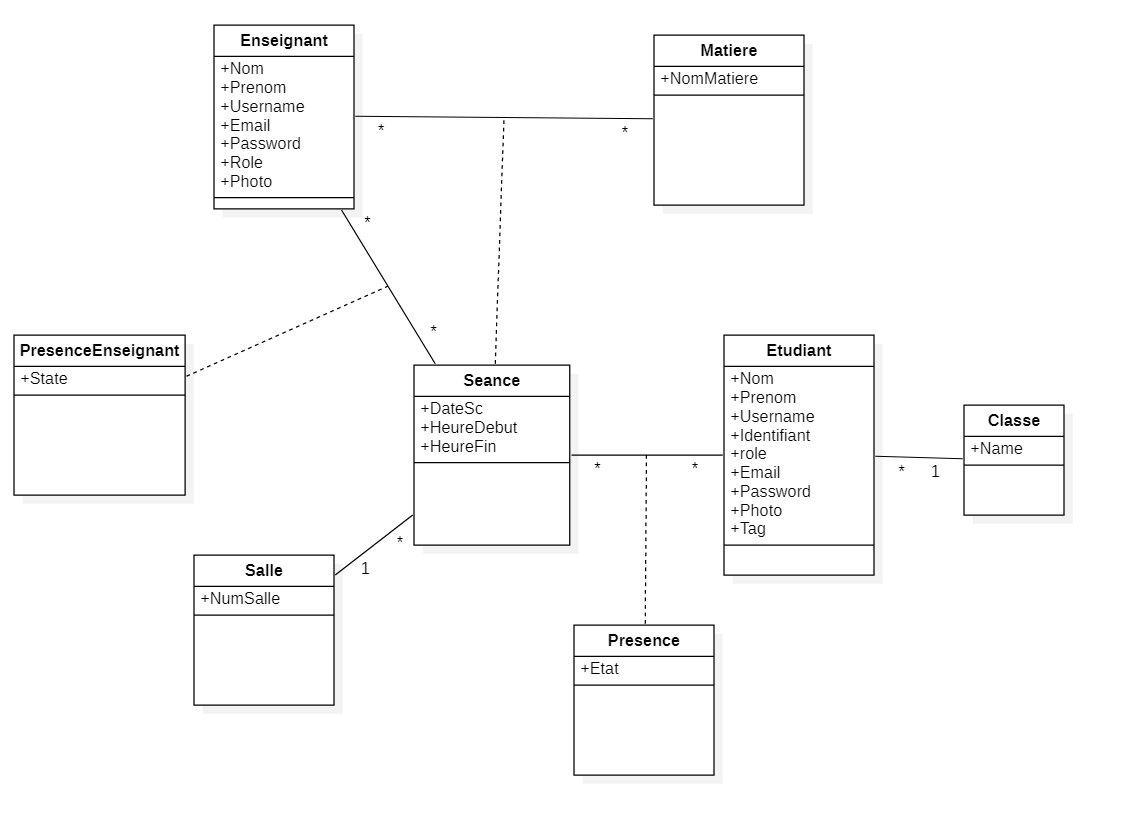 Enseignant
+Nom
+Prenom
+Username
+Email
+Password
+Role
+Photo
Matiere
+NomMatiere
*
*
*
*
PresenceEnseignant
+State
Seance
+DateSc
+HeureDebut
+HeureFin
Etudiant
+Nom
+Prenom
+Username
+Identifiant
+role
+Email
+Password
+Photo
+Tag
Classe
+Name
*
*
*
1
*
1
Salle
+NumSalle
Presence
+Etat